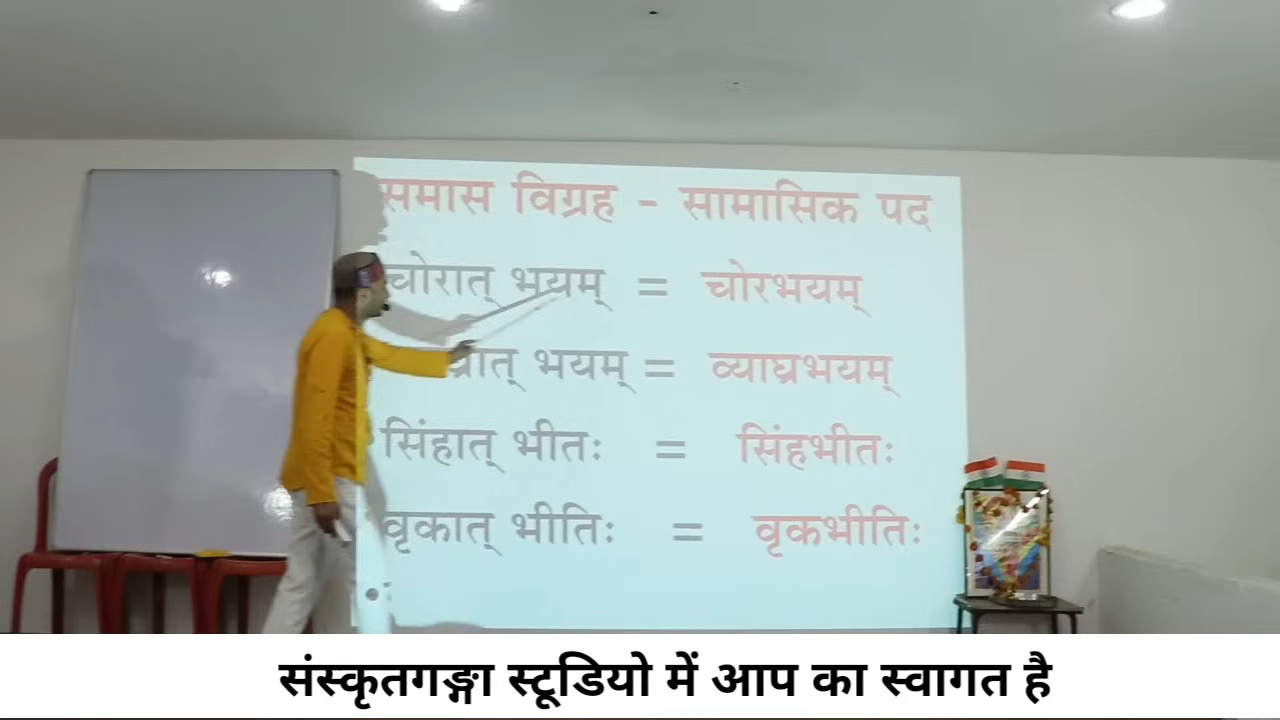 समास विग्रह - सामासिक पद
चोरात् भयम् = चोरभयम्
भयम् = व्याघ्रभयम्
सिंहात् भीतः = सिंहभीतः
वृकात् भीतिः = वृकभीतिः
संस्कृतगङ्गा स्टूडियो में आप का स्वागत है